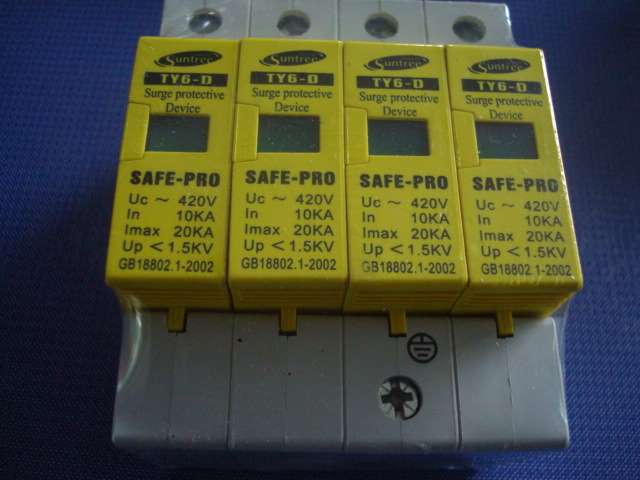 Suntree
TY6-D
Surge protective
Device
SAFE-PRO
Uc ~ 420V
In 10KA
Imax 20KA
Up < 1.5KV
GB18802.1-2002
Suntree
TY6-D
Surge protective
Device
SAFE-PRO
Uc ~ 420V
In 10KA
Imax 20KA
Up < 1.5KV
GB18802.1-2002
Suntree
TY6-D
Surge protective
Device
SAFE-PRO
Uc ~ 420V
In 10KA
Imax 20KA
Up < 1.5KV
GB18802.1-2002
Suntree
TY6-D
Surge protective
Device
SAFE-PRO
Uc ~ 420V
In 10KA
Imax 20KA
Up < 1.5KV
GB18802.1-2002